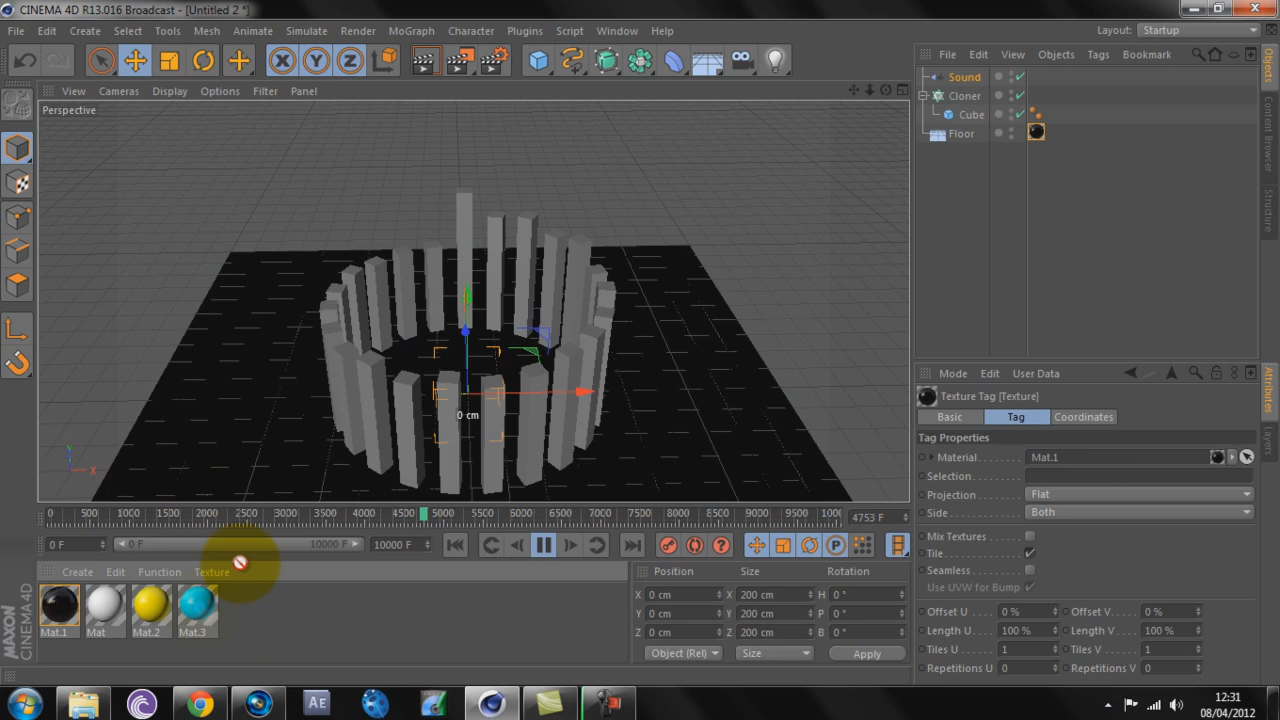 CINEMA 4D R13.016 Broadcast - [Untitled 2 *]
File Edit Create Select Tools Mesh Animate Simulate Render MoGraph Character Plugins Script Window Help Layout: Startup
X Y Z
View Cameras Display Options Filter Panel
Perspective
0 cm
Y
X
File Edit View Objects Tags Bookmark
Sound
Cloner
Cube
Floor
Objects
Content Browser
Structure
Mode Edit User Data
Texture Tag [Texture]
Basic Tag Coordinates
Tag Properties
Material Mat.1
Selection
Projection Flat
Side Both
Mix Textures
Tile
Seamless
Use UVW for Bump
Offset U 0 % Offset V 0 %
Length U 100 % Length V 100 %
Tiles U 1 Tiles V 1
Repetitions U 0 Repetitions V 0
Attributes
Layers
0 500 1000 1500 2000 2500 3000 3500 4000 4500 5000 5500 6000 6500 7000 7500 8000 8500 9000 9500 1000 4753 F
0 F 0 F 10000 F 10000 F
P
Create Edit Function Texture
Mat.1 Mat Mat.2 Mat.3
Position Size Rotation
X 0 cm X 200 cm H 0 °
Y 0 cm Y 200 cm P 0 °
Z 0 cm Z 200 cm B 0 °
Object (Rel) Size Apply
MAXON
CINEMA 4D
Ae
12:31
08/04/2012